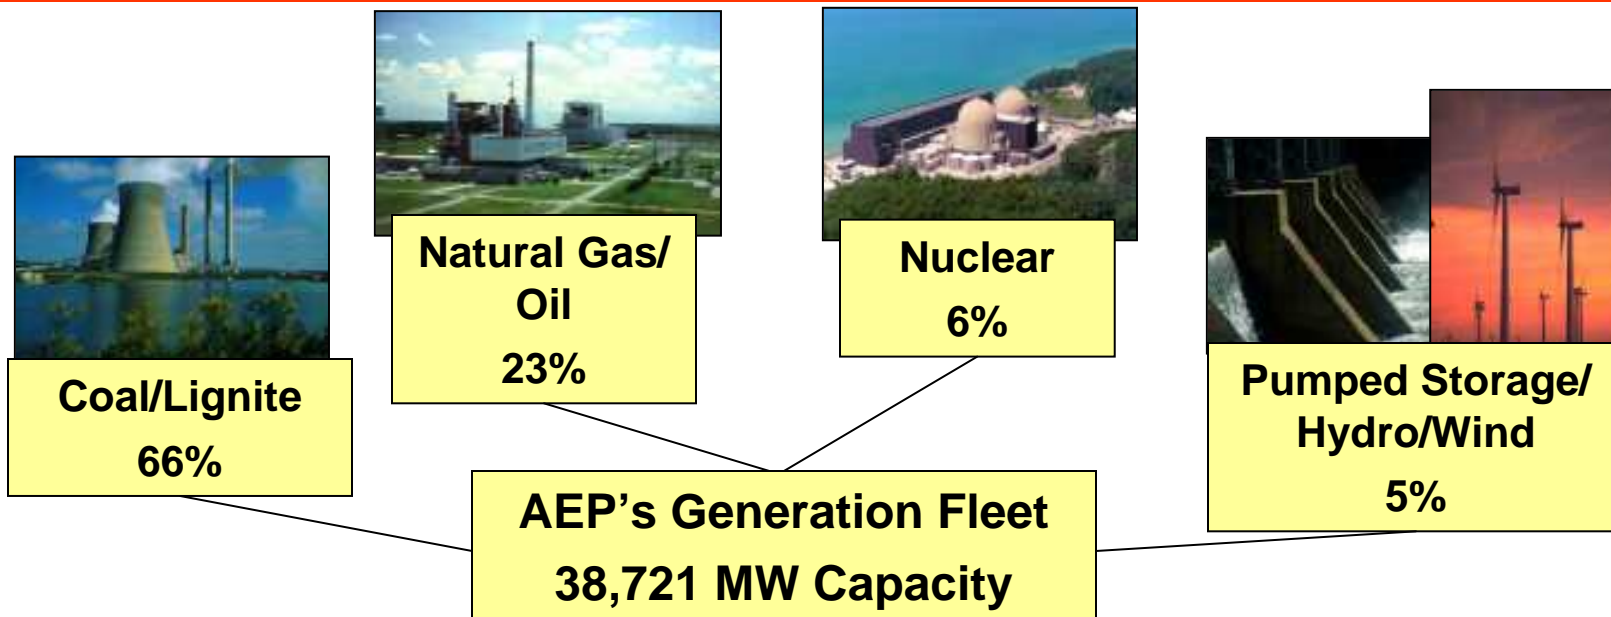 Natural Gas/
Oil
23%
Nuclear
6%
Coal/Lignite
66%
Pumped Storage/
Hydro/Wind
5%
AEP’s Generation Fleet
38,721 MW Capacity